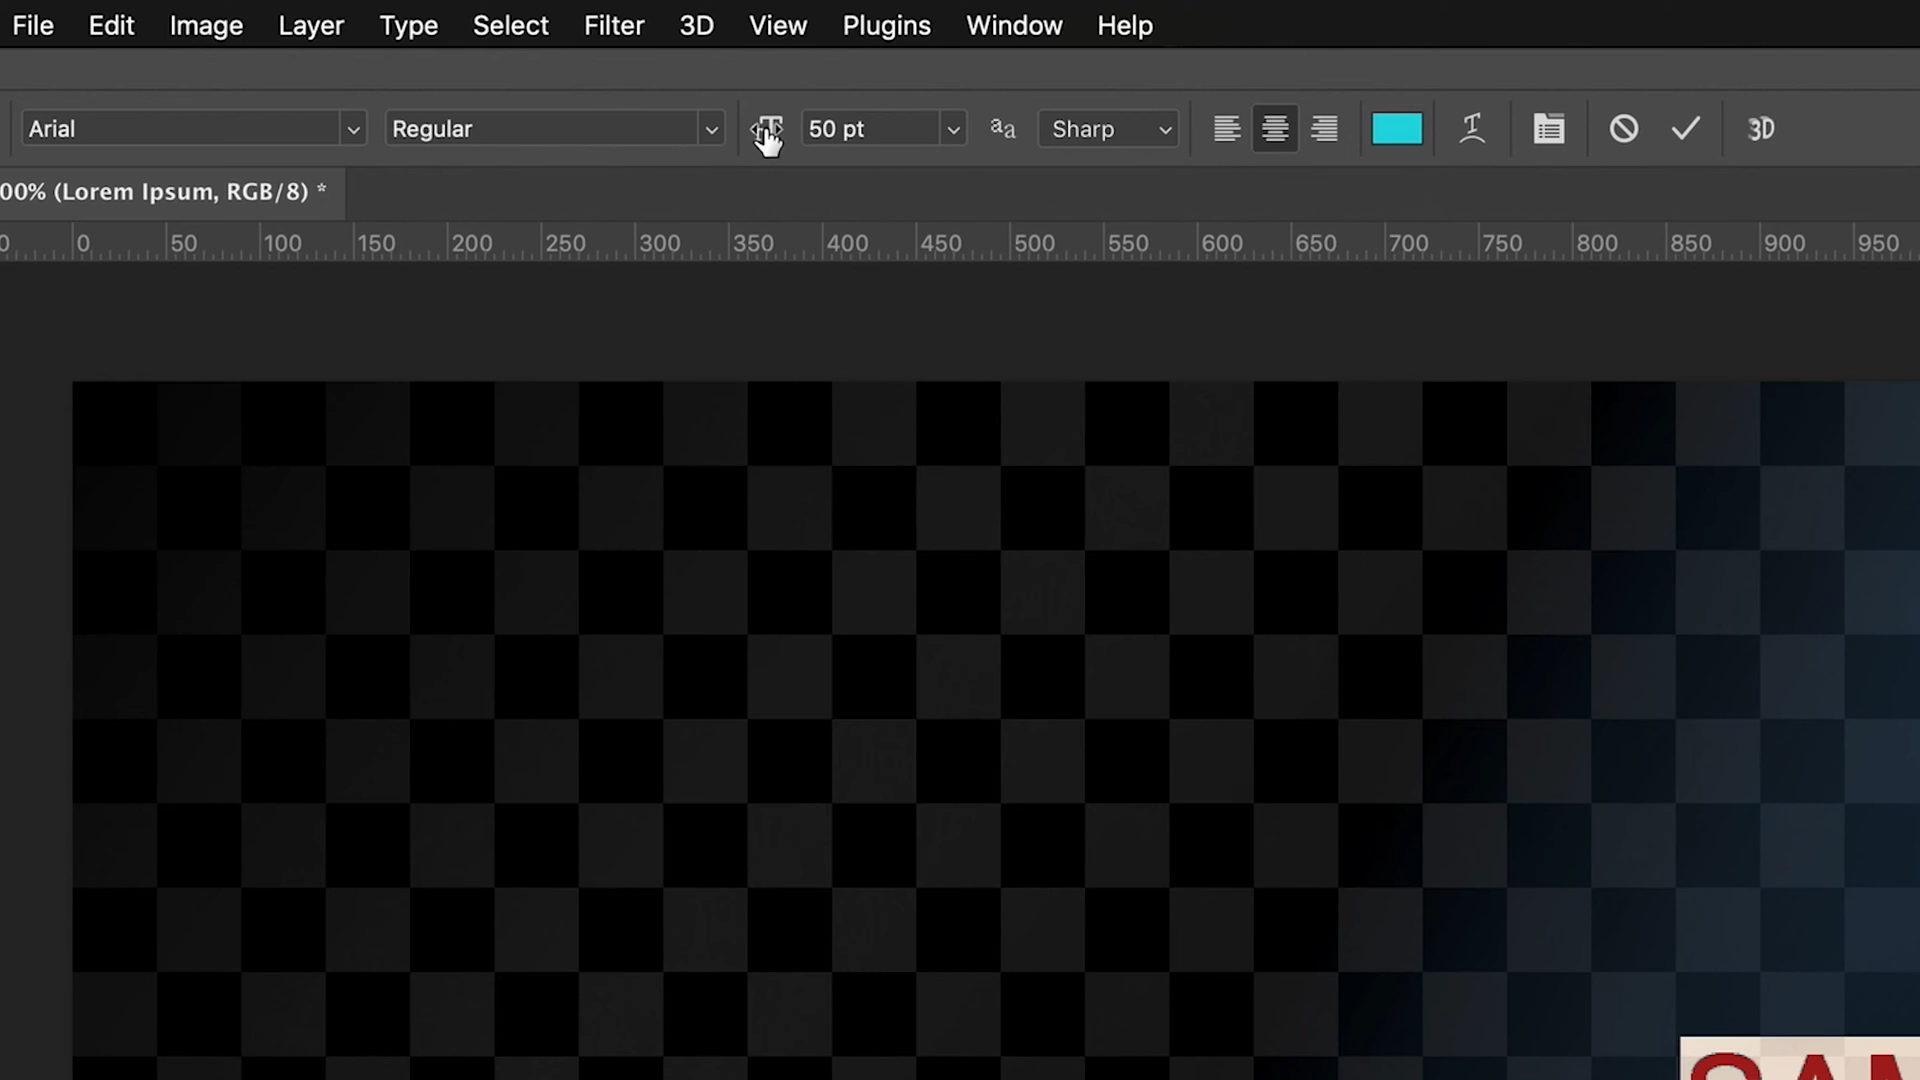 File Edit Image Layer Type Select Filter 3D View Plugins Window Help
Arial Regular 50 pt aa Sharp 3D
00% (Lorem Ipsum, RGB/8) *
0 0 50 100 150 200 250 300 350 400 450 500 550 600 650 700 750 800 850 900 950
SAM